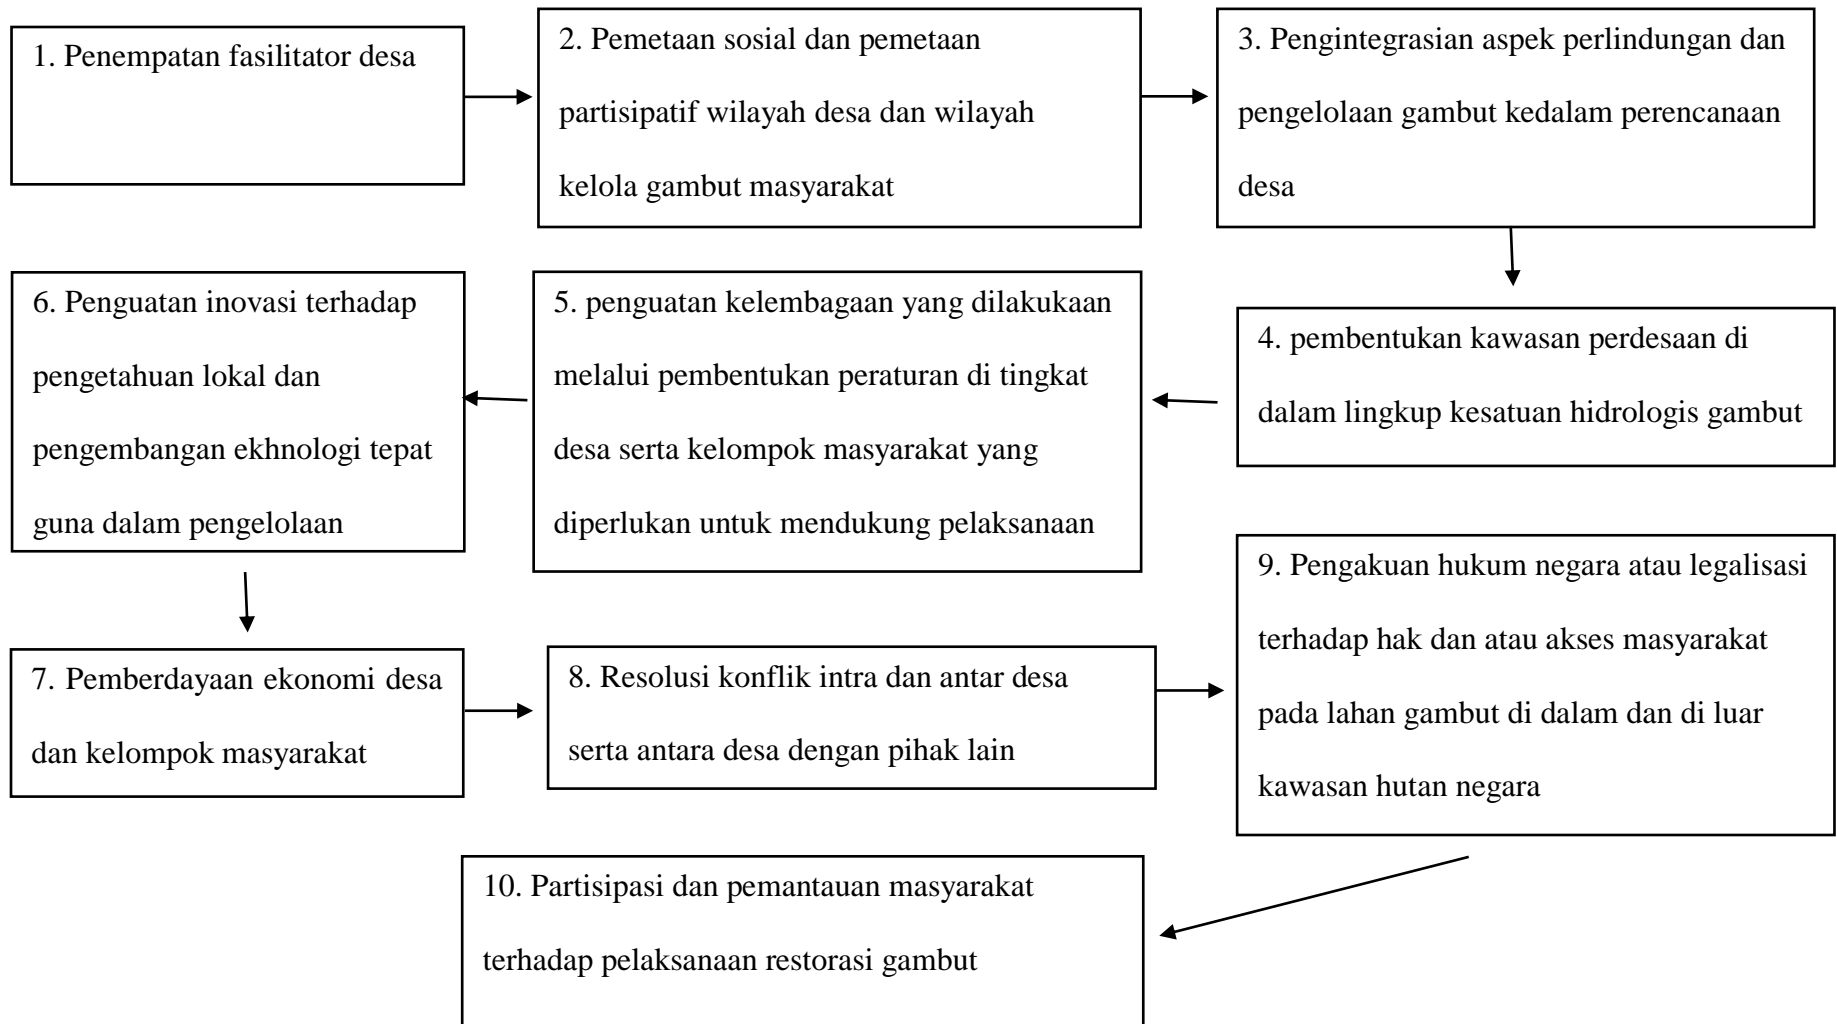 1. Penempatan fasilitator desa
2. Pemetaan sosial dan pemetaan
partisipatif wilayah desa dan wilayah
kelola gambut masyarakat
3. Pengintegrasian aspek perlindungan dan
pengelolaan gambut kedalam perencanaan
desa
4. pembentukan kawasan perdesaan di
dalam lingkup kesatuan hidrologis gambut
5. penguatan kelembagaan yang dilakukaan
melalui pembentukan peraturan di tingkat
desa serta kelompok masyarakat yang
diperlukan untuk mendukung pelaksanaan
6. Penguatan inovasi terhadap
pengetahuan lokal dan
pengembangan ekhnologi tepat
guna dalam pengelolaan
7. Pemberdayaan ekonomi desa
dan kelompok masyarakat
8. Resolusi konflik intra dan antar desa
serta antara desa dengan pihak lain
9. Pengakuan hukum negara atau legalisasi
terhadap hak dan atau akses masyarakat
pada lahan gambut di dalam dan di luar
kawasan hutan negara
10. Partisipasi dan pemantauan masyarakat
terhadap pelaksanaan restorasi gambut